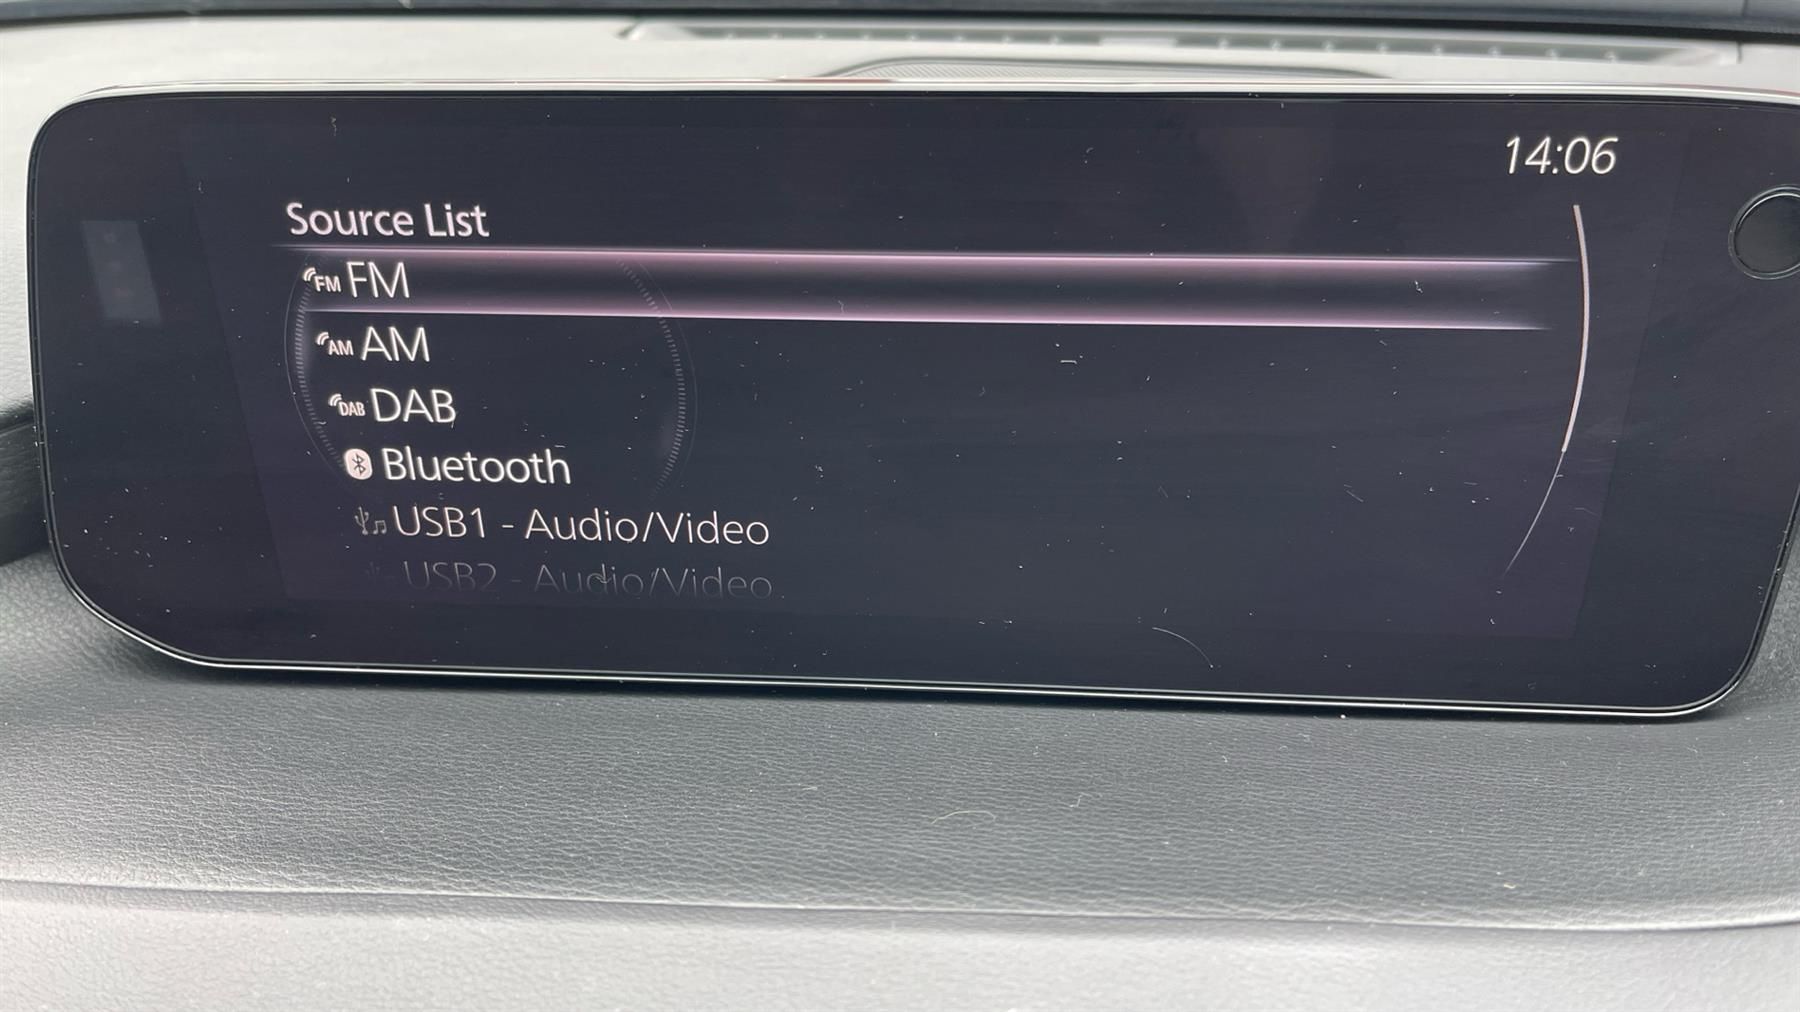 14:06
Source List
FM FM
AM AM
DAB DAB
Bluetooth
USB1 - Audio/Video
USB2 - Audio/Video